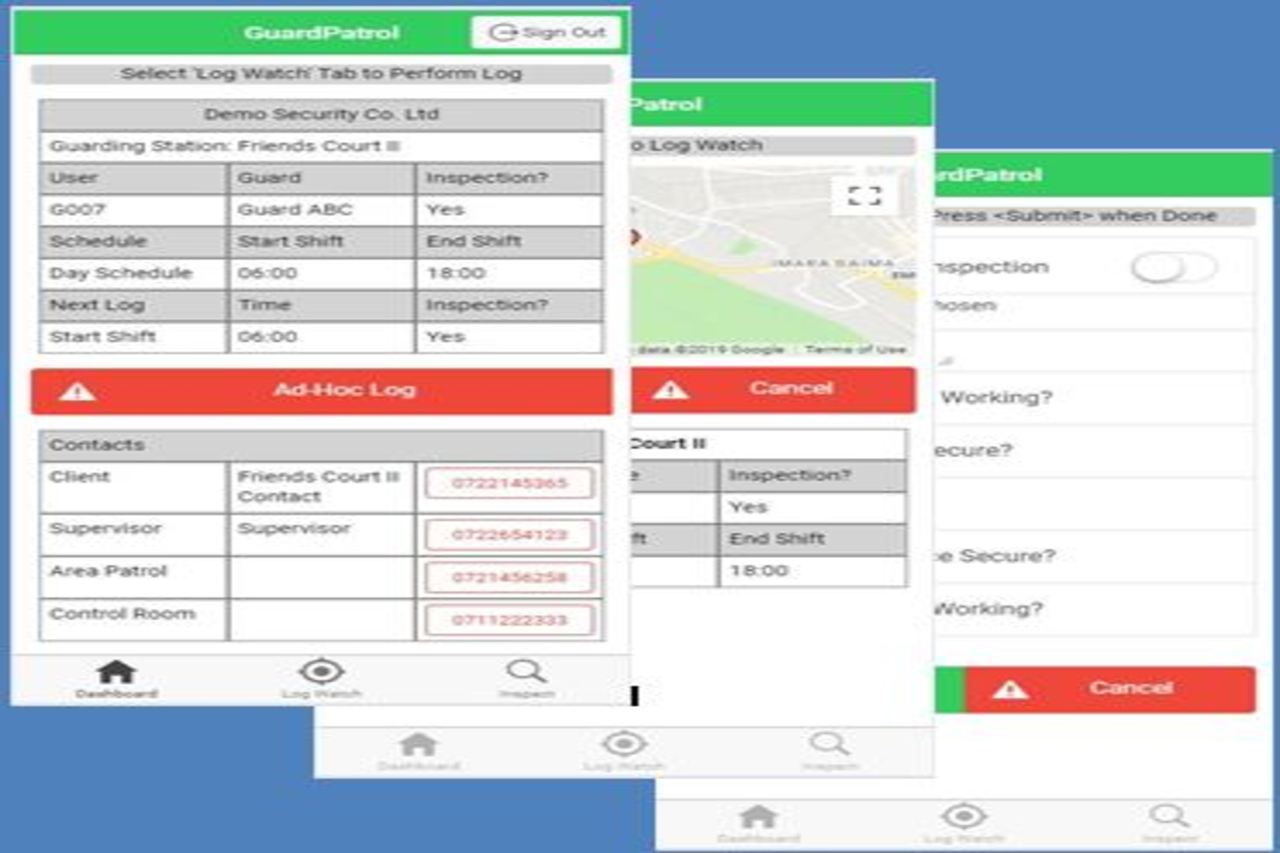 GuardPatrol Sign Out
Select 'Log Watch' Tab to Perform Log
Demo Security Co. Ltd
Guarding Station: Friends Court II
User Guard Inspection?
G007 Guard ABC Yes
Schedule Start Shift End Shift
Day Schedule 06:00 18:00
Next Log Time Inspection?
Start Shift 06:00 Yes
Ad-Hoc Log
Contacts
Client Friends Court II 0722145365
Contact
Supervisor Supervisor 0722654123
Area Patrol 0721456258
Control Room 0711222333
Dashboard Log Watch Inspect
Patrol
o Log Watch
IMARA DAIMA
data ©2019 Google Terms of Use
Cancel
Court II
e Inspection?
Yes
ft End Shift
18:00
Dashboard Log Watch Inspect
rdPatrol
Press <Submit> when Done
nspection
hosen
Working?
ecure?
e Secure?
Working?
Cancel
Dashboard Log Watch Inspect